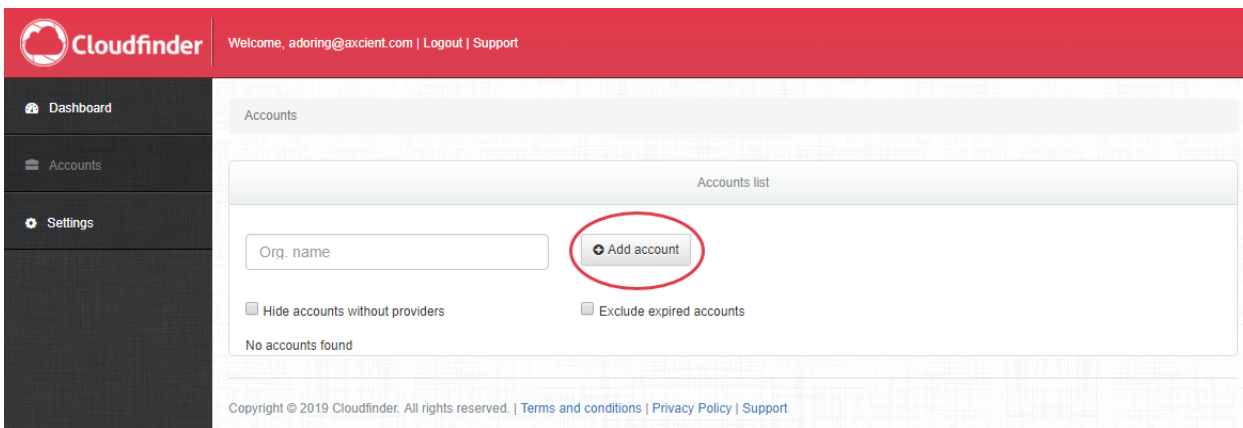 Cloudfinder
Welcome, adoring@axcient.com | Logout | Support
Dashboard
Accounts
Settings
Accounts
Accounts list
Org. name
Add account
Hide accounts without providers
Exclude expired accounts
No accounts found
Copyright © 2019 Cloudfinder. All rights reserved. | Terms and conditions | Privacy Policy | Support